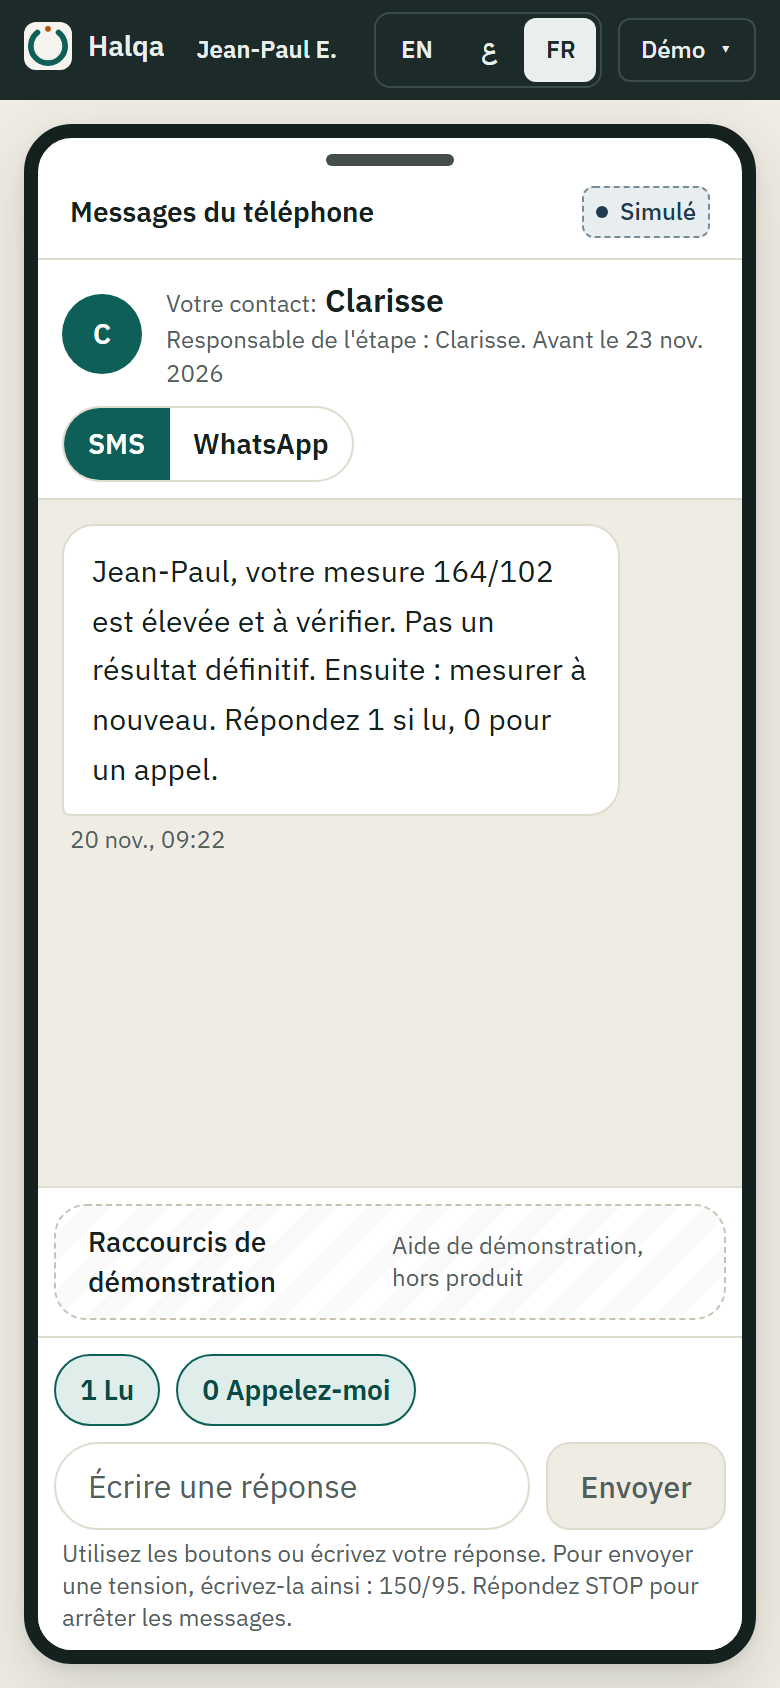 Halqa
Jean-Paul E.
EN
ع
FR
Démo ▾
Messages du téléphone
Simulé
C
Votre contact: Clarisse
Responsable de l'étape : Clarisse. Avant le 23 nov.
2026
SMS
WhatsApp
Jean-Paul, votre mesure 164/102
est élevée et à vérifier. Pas un
résultat définitif. Ensuite : mesurer à
nouveau. Répondez 1 si lu, 0 pour
un appel.
20 nov., 09:22
Raccourcis de
démonstration
Aide de démonstration,
hors produit
1 Lu
0 Appelez-moi
Écrire une réponse
Envoyer
Utilisez les boutons ou écrivez votre réponse. Pour envoyer
une tension, écrivez-la ainsi : 150/95. Répondez STOP pour
arrêter les messages.